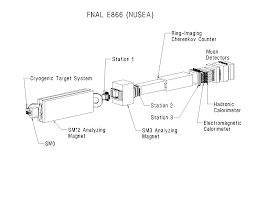 FNAL E866 (NUSEA)
Ring-Imaging
Cherenkov Counter
Muon
Detectors
Station 1
Cryogenic Target System
Station 2
Station 3
Hadronic
Calorimeter
Electromagnetic
Calorimeter
SM0
SM12 Analyzing
Magnet
SM3 Analyzing
Magnet